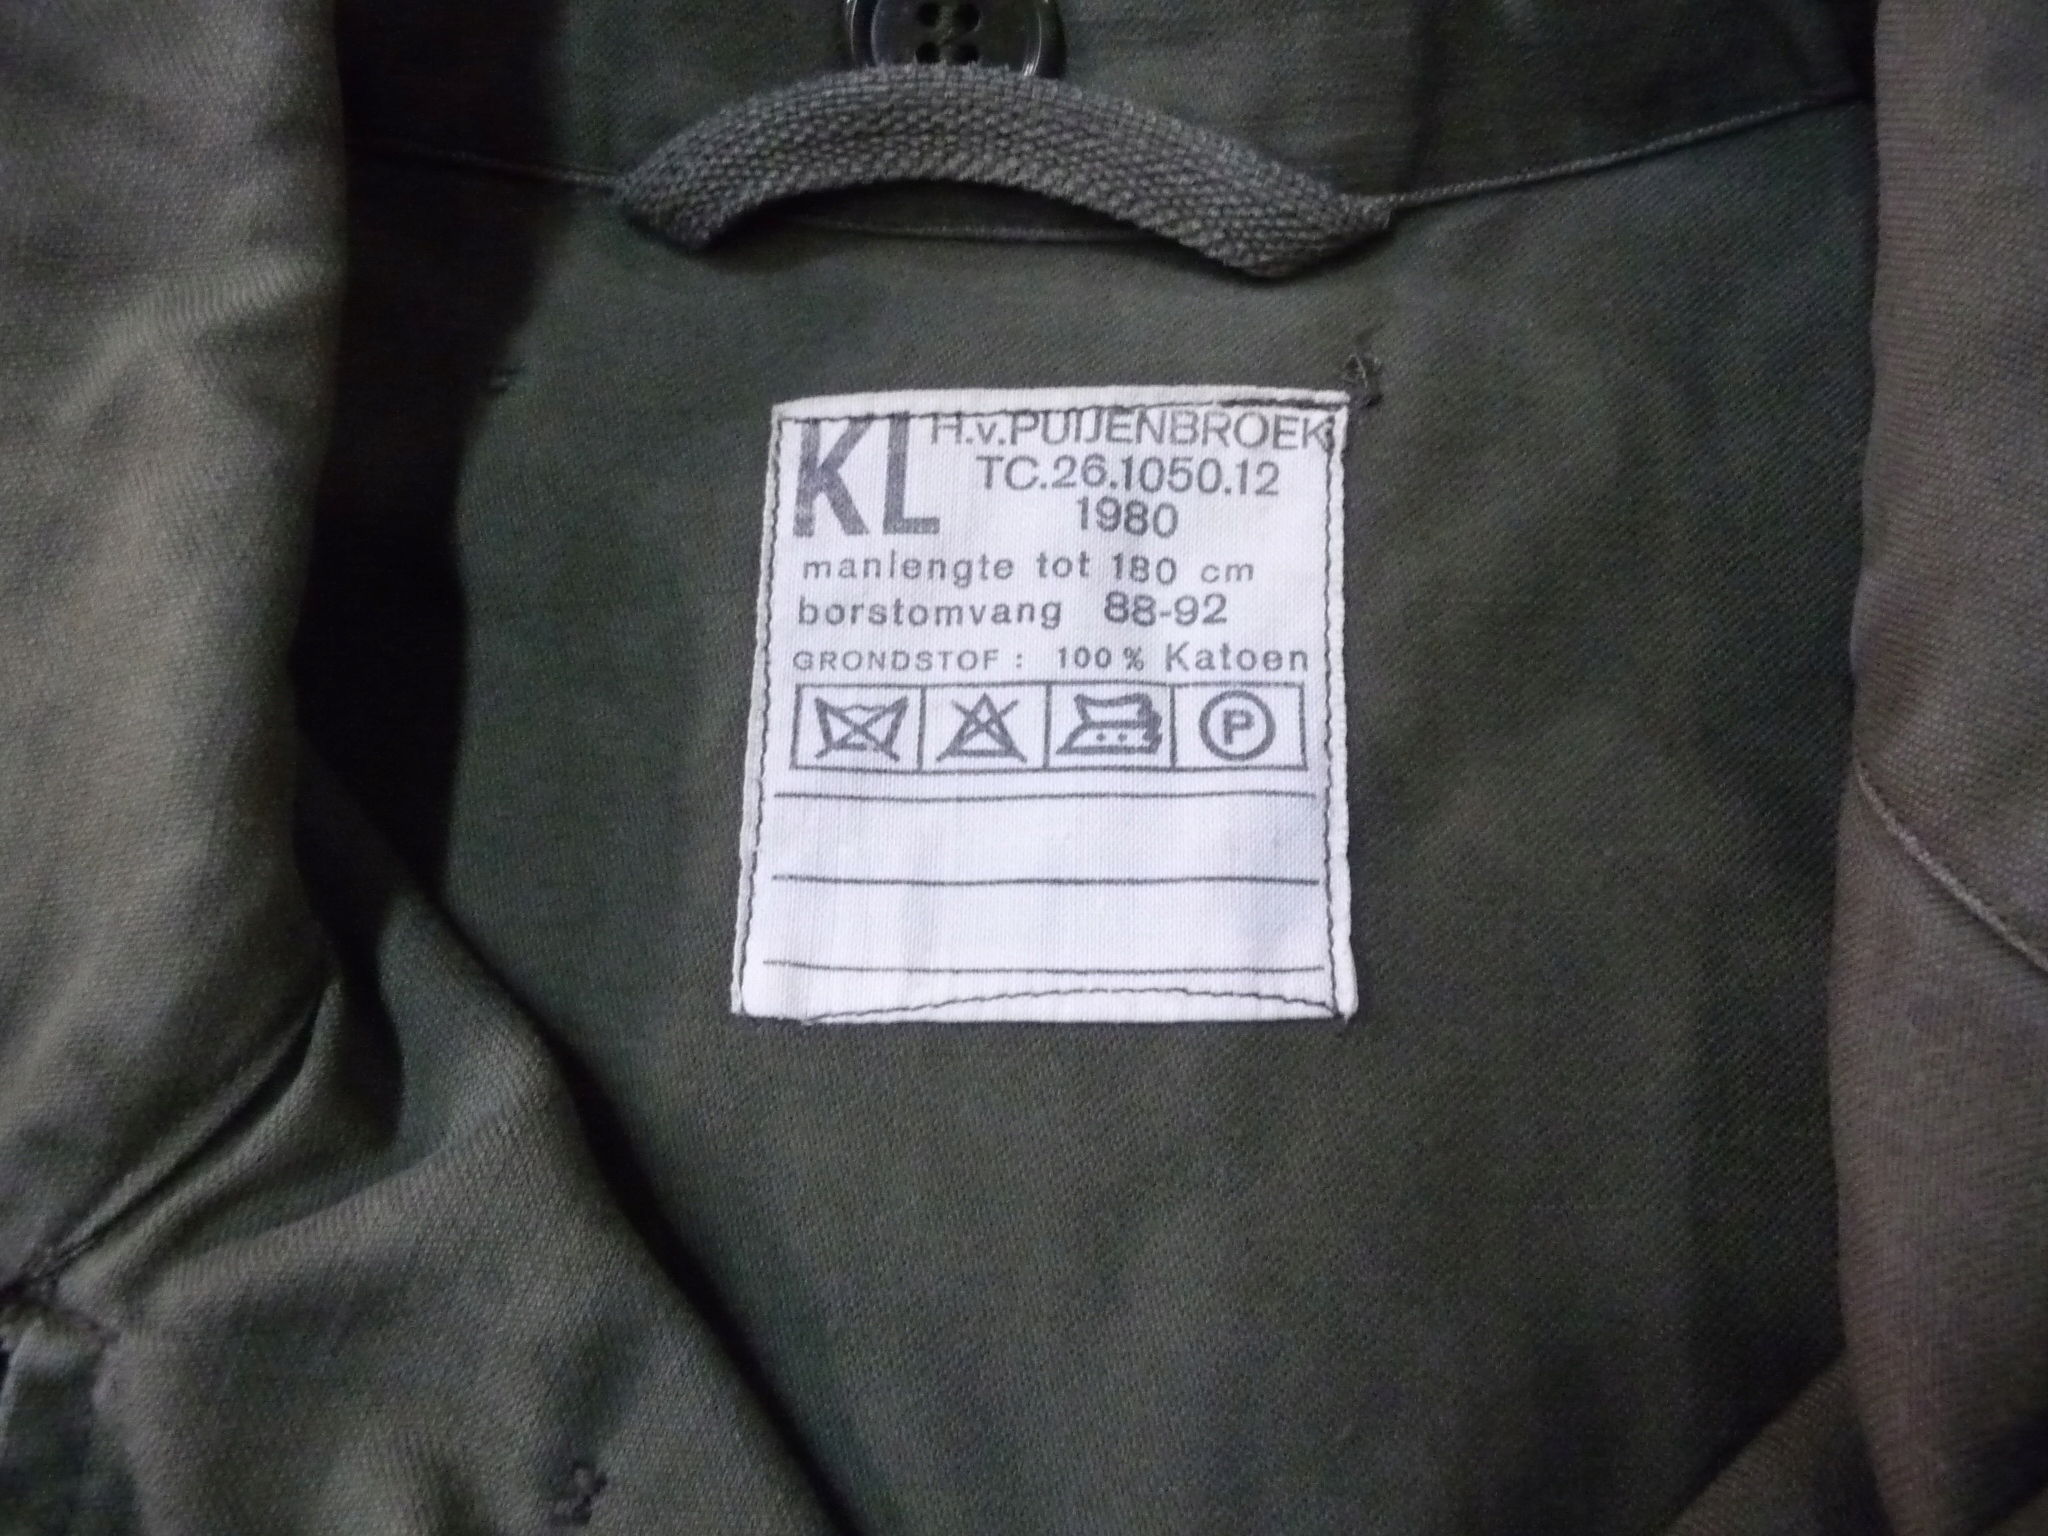 KL H.v.PUIJENBROEK
TC.26.1050.12
1980
manlengte tot 180 cm
borstomvang 88-92
GRONDSTOF : 100 % Katoen
P